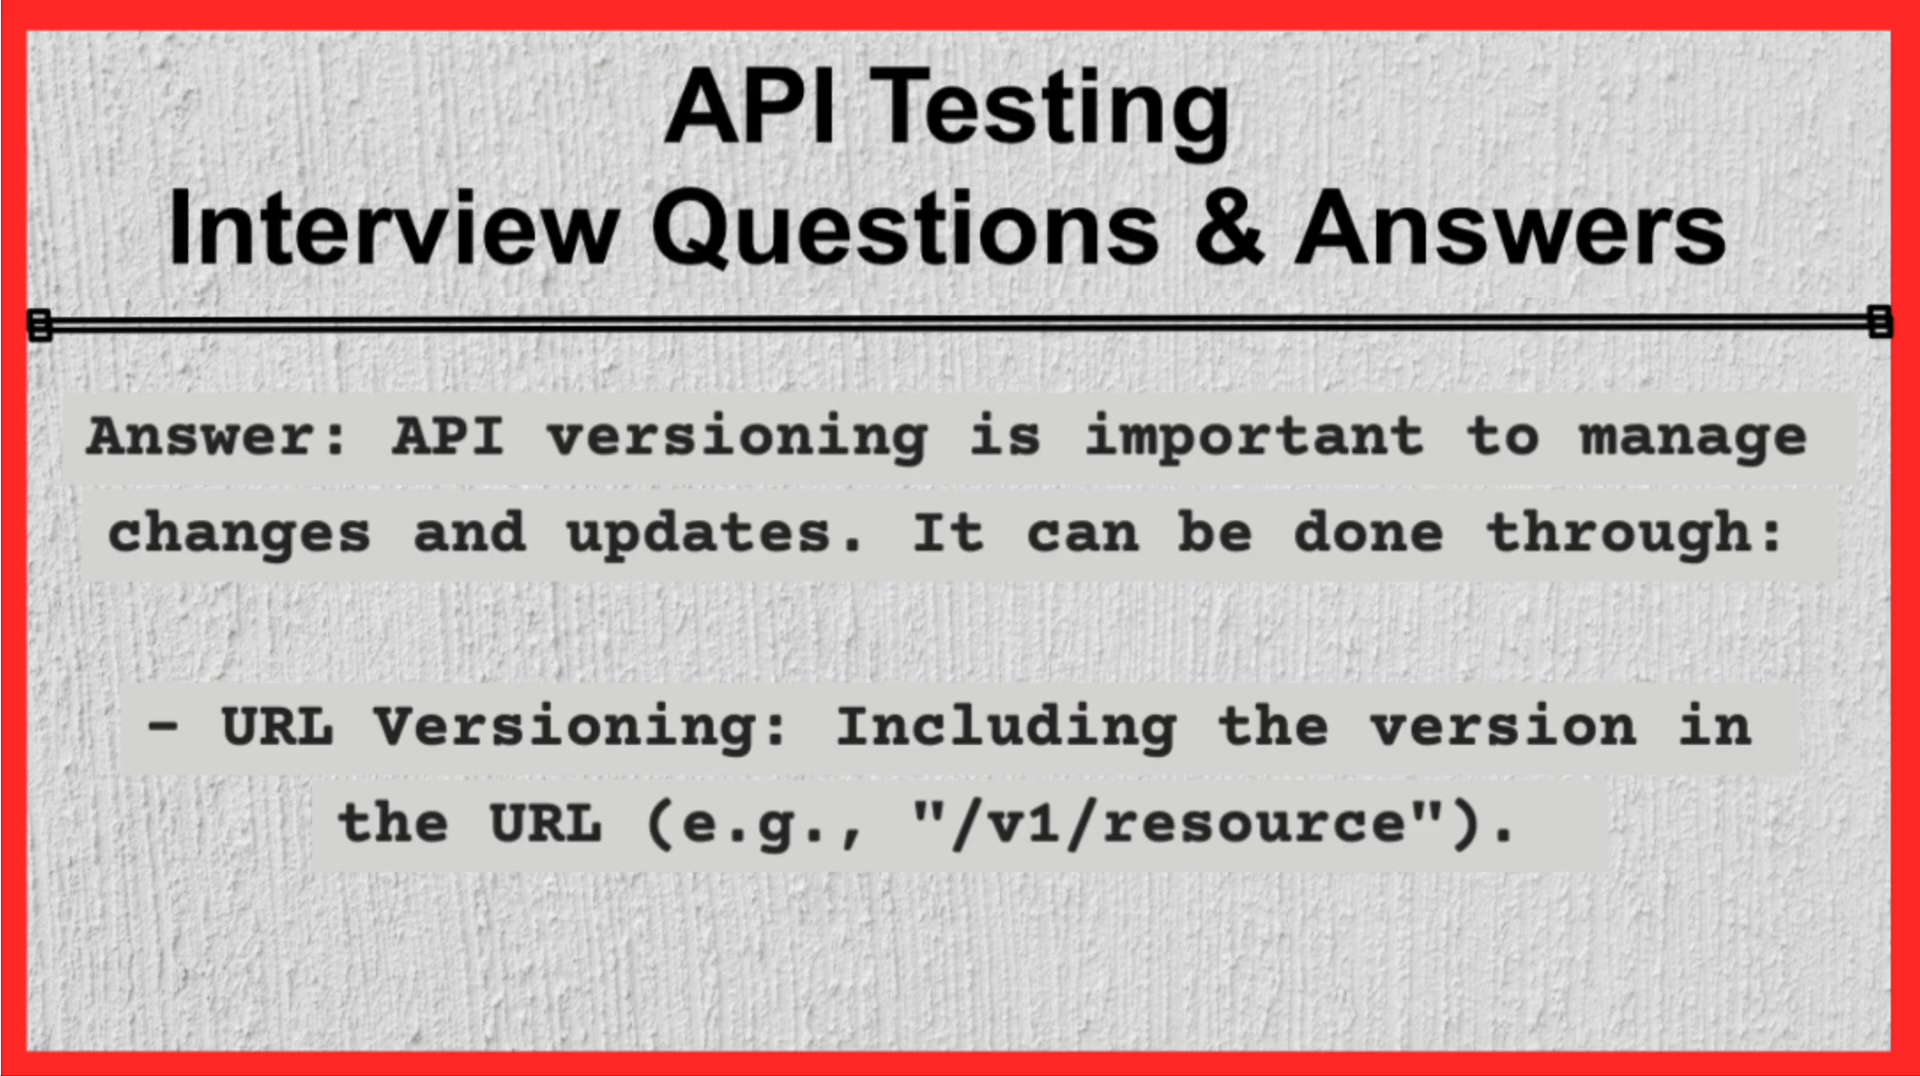 API Testing
Interview Questions & Answers
Answer: API versioning is important to manage
changes and updates. It can be done through:
- URL Versioning: Including the version in
the URL (e.g., "/v1/resource").